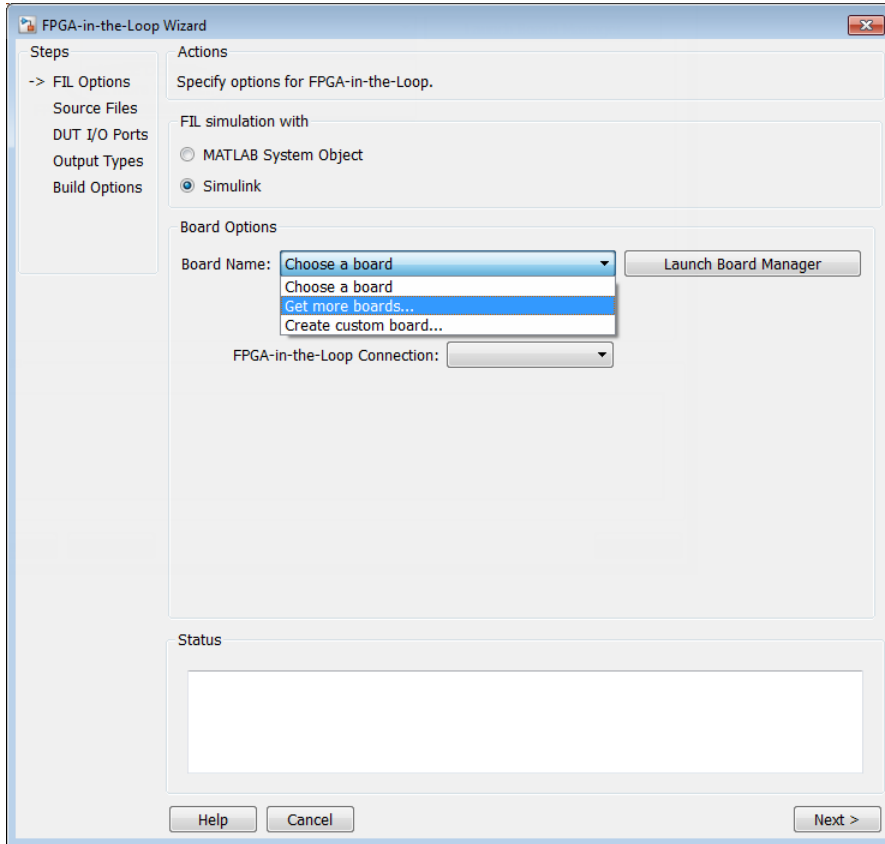 FPGA-in-the-Loop Wizard
Steps
-> FIL Options
Source Files
DUT I/O Ports
Output Types
Build Options
Actions
Specify options for FPGA-in-the-Loop.
FIL simulation with
MATLAB System Object
Simulink
Board Options
Board Name: Choose a board Launch Board Manager
Choose a board
Get more boards...
Create custom board...
FPGA-in-the-Loop Connection:
Status
Help Cancel Next >